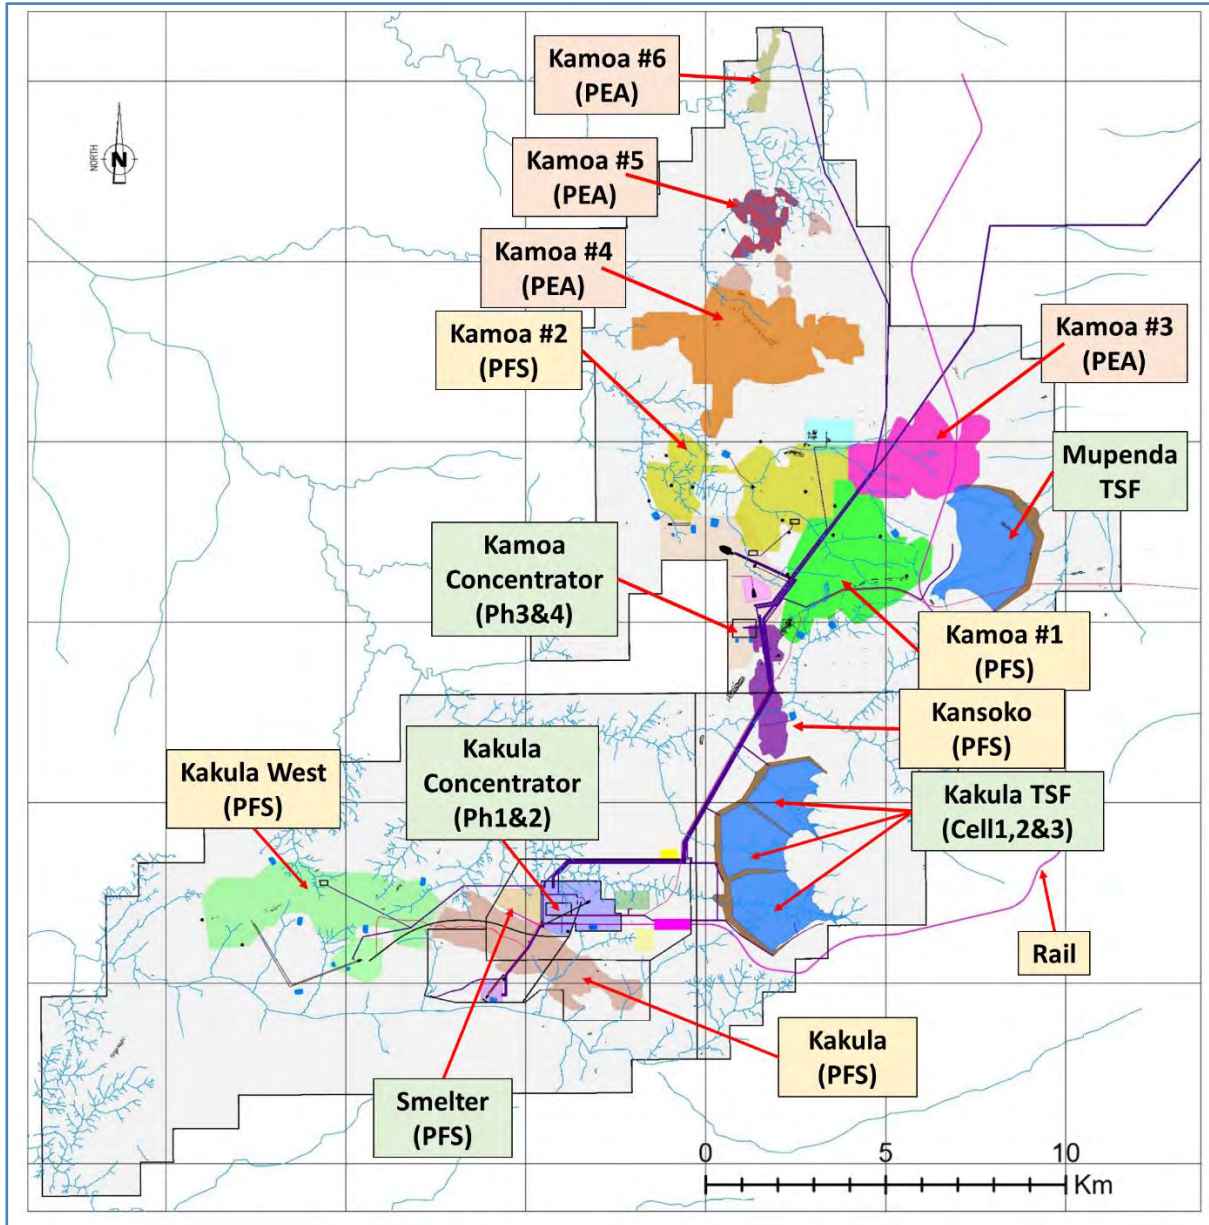 Kamoa #6
(PEA)
NORTH
N
Kamoa #5
(PEA)
Kamoa #4
(PEA)
Kamoa #2
(PFS)
Kamoa #3
(PEA)
Mupenda
TSF
Kamoa
Concentrator
(Ph3&4)
Kamoa #1
(PFS)
Kansoko
(PFS)
Kakula West
(PFS)
Kakula
Concentrator
(Ph1&2)
Kakula TSF
(Cell1,2&3)
Rail
Kakula
(PFS)
Smelter
(PFS)
0 5 10
Km